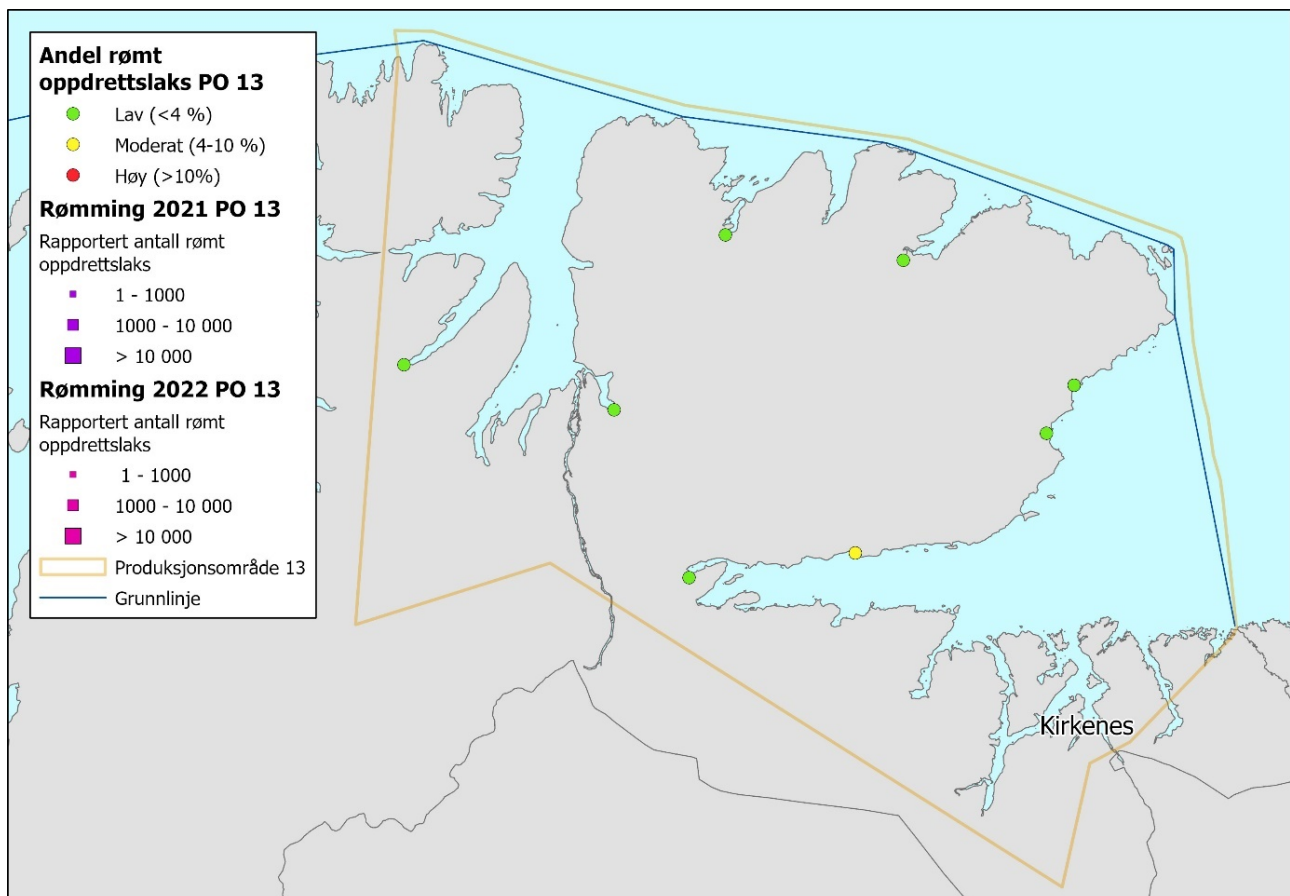 Andel rømt
oppdrettslaks PO 13
Lav (<4 %)
Moderat (4-10 %)
Høy (>10%)
Rømming 2021 PO 13
Rapportert antall rømt
oppdrettslaks
1 - 1000
1000 - 10 000
> 10 000
Rømming 2022 PO 13
Rapportert antall rømt
oppdrettslaks
1 - 1000
1000 - 10 000
> 10 000
Produksjonsområde 13
Grunnlinje
Kirkenes